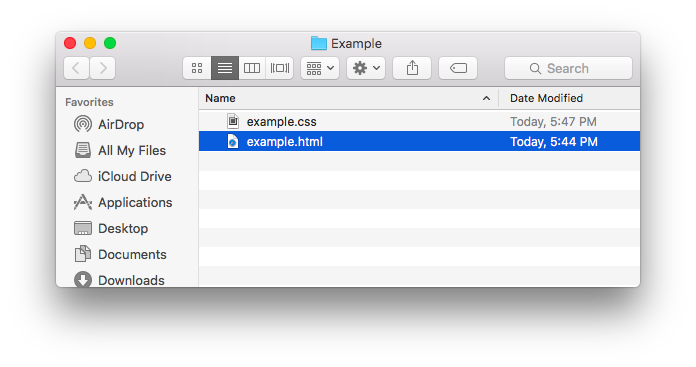 Example
Search
Favorites
AirDrop
All My Files
iCloud Drive
Applications
Desktop
Documents
Downloads
Name Date Modified
example.css Today, 5:47 PM
example.html Today, 5:44 PM